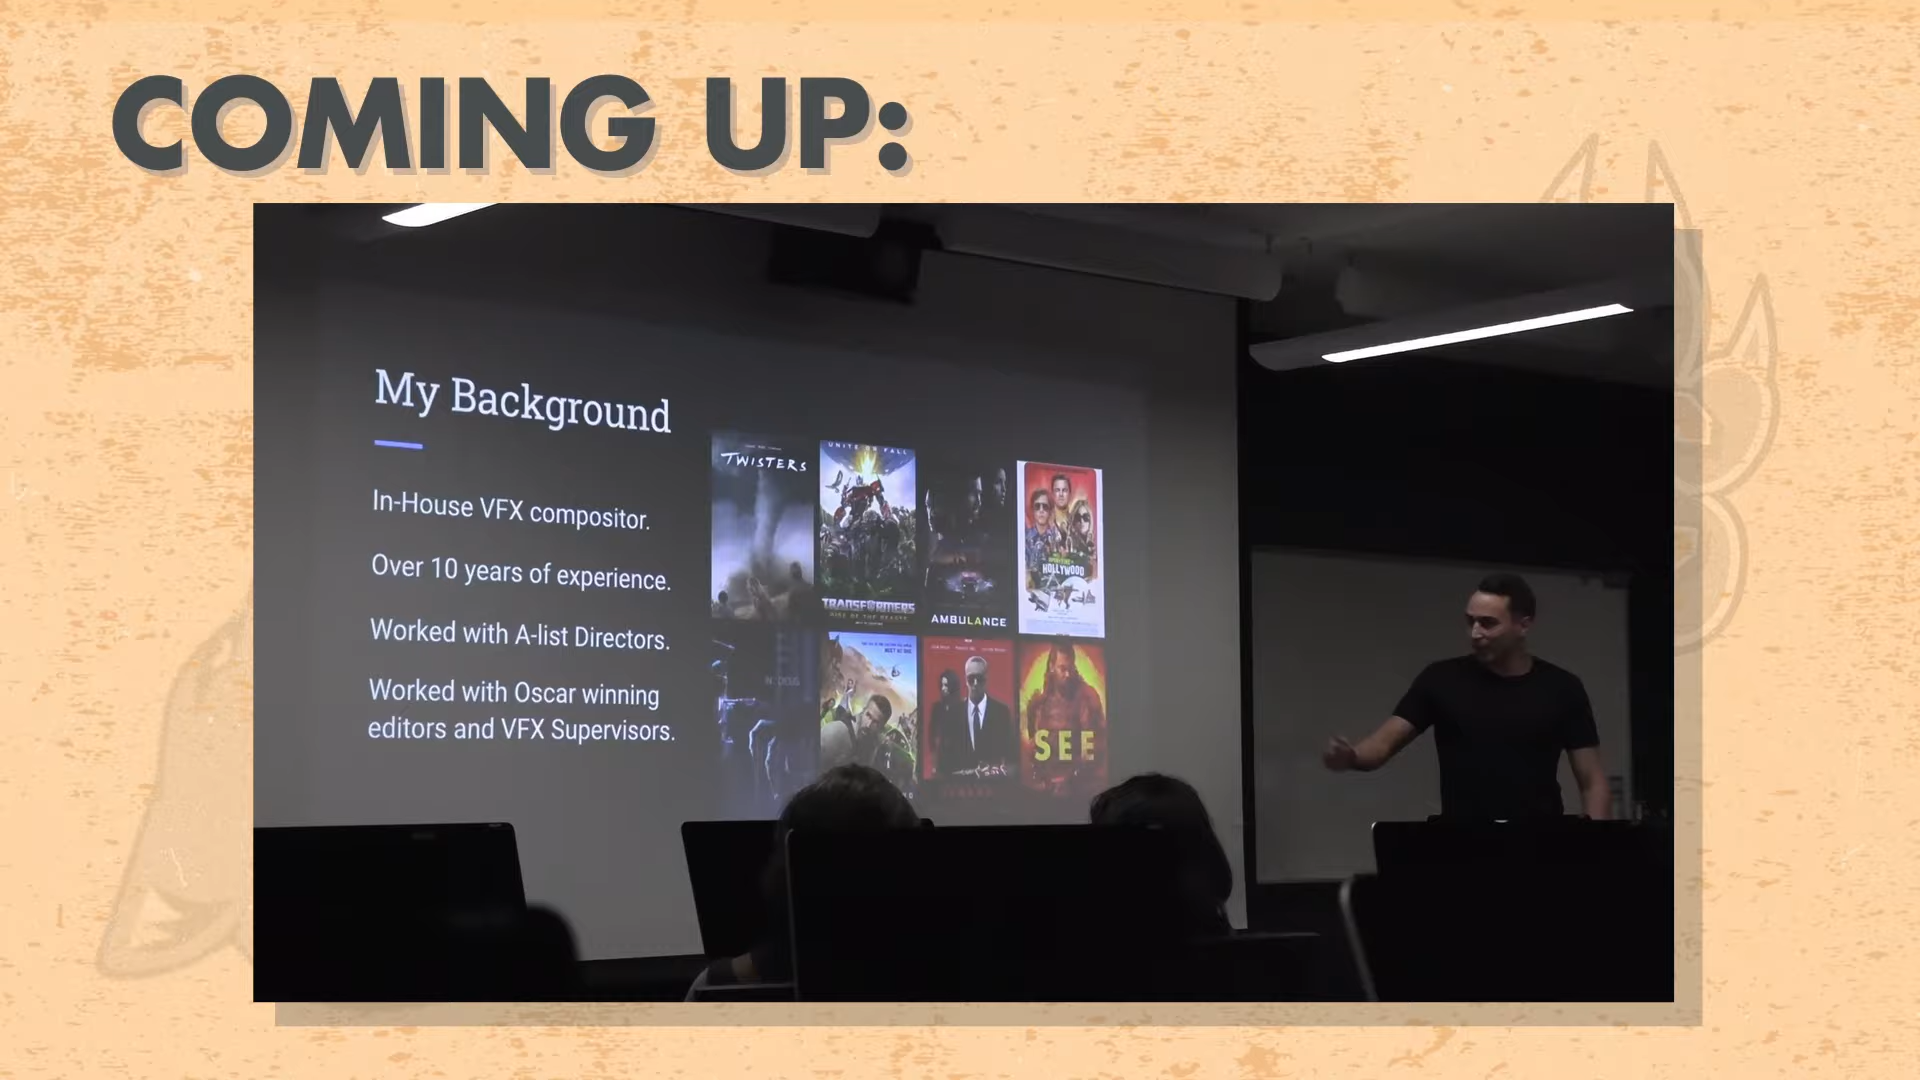 COMING UP:
My Background
In-House VFX compositor.
Over 10 years of experience.
Worked with A-list Directors.
Worked with Oscar winning
editors and VFX Supervisors.
TWISTERS
UNITE OR FALL
TRANSFORMERS
RISE OF THE BEASTS
AMBULANCE
HOLLYWOOD
SEE